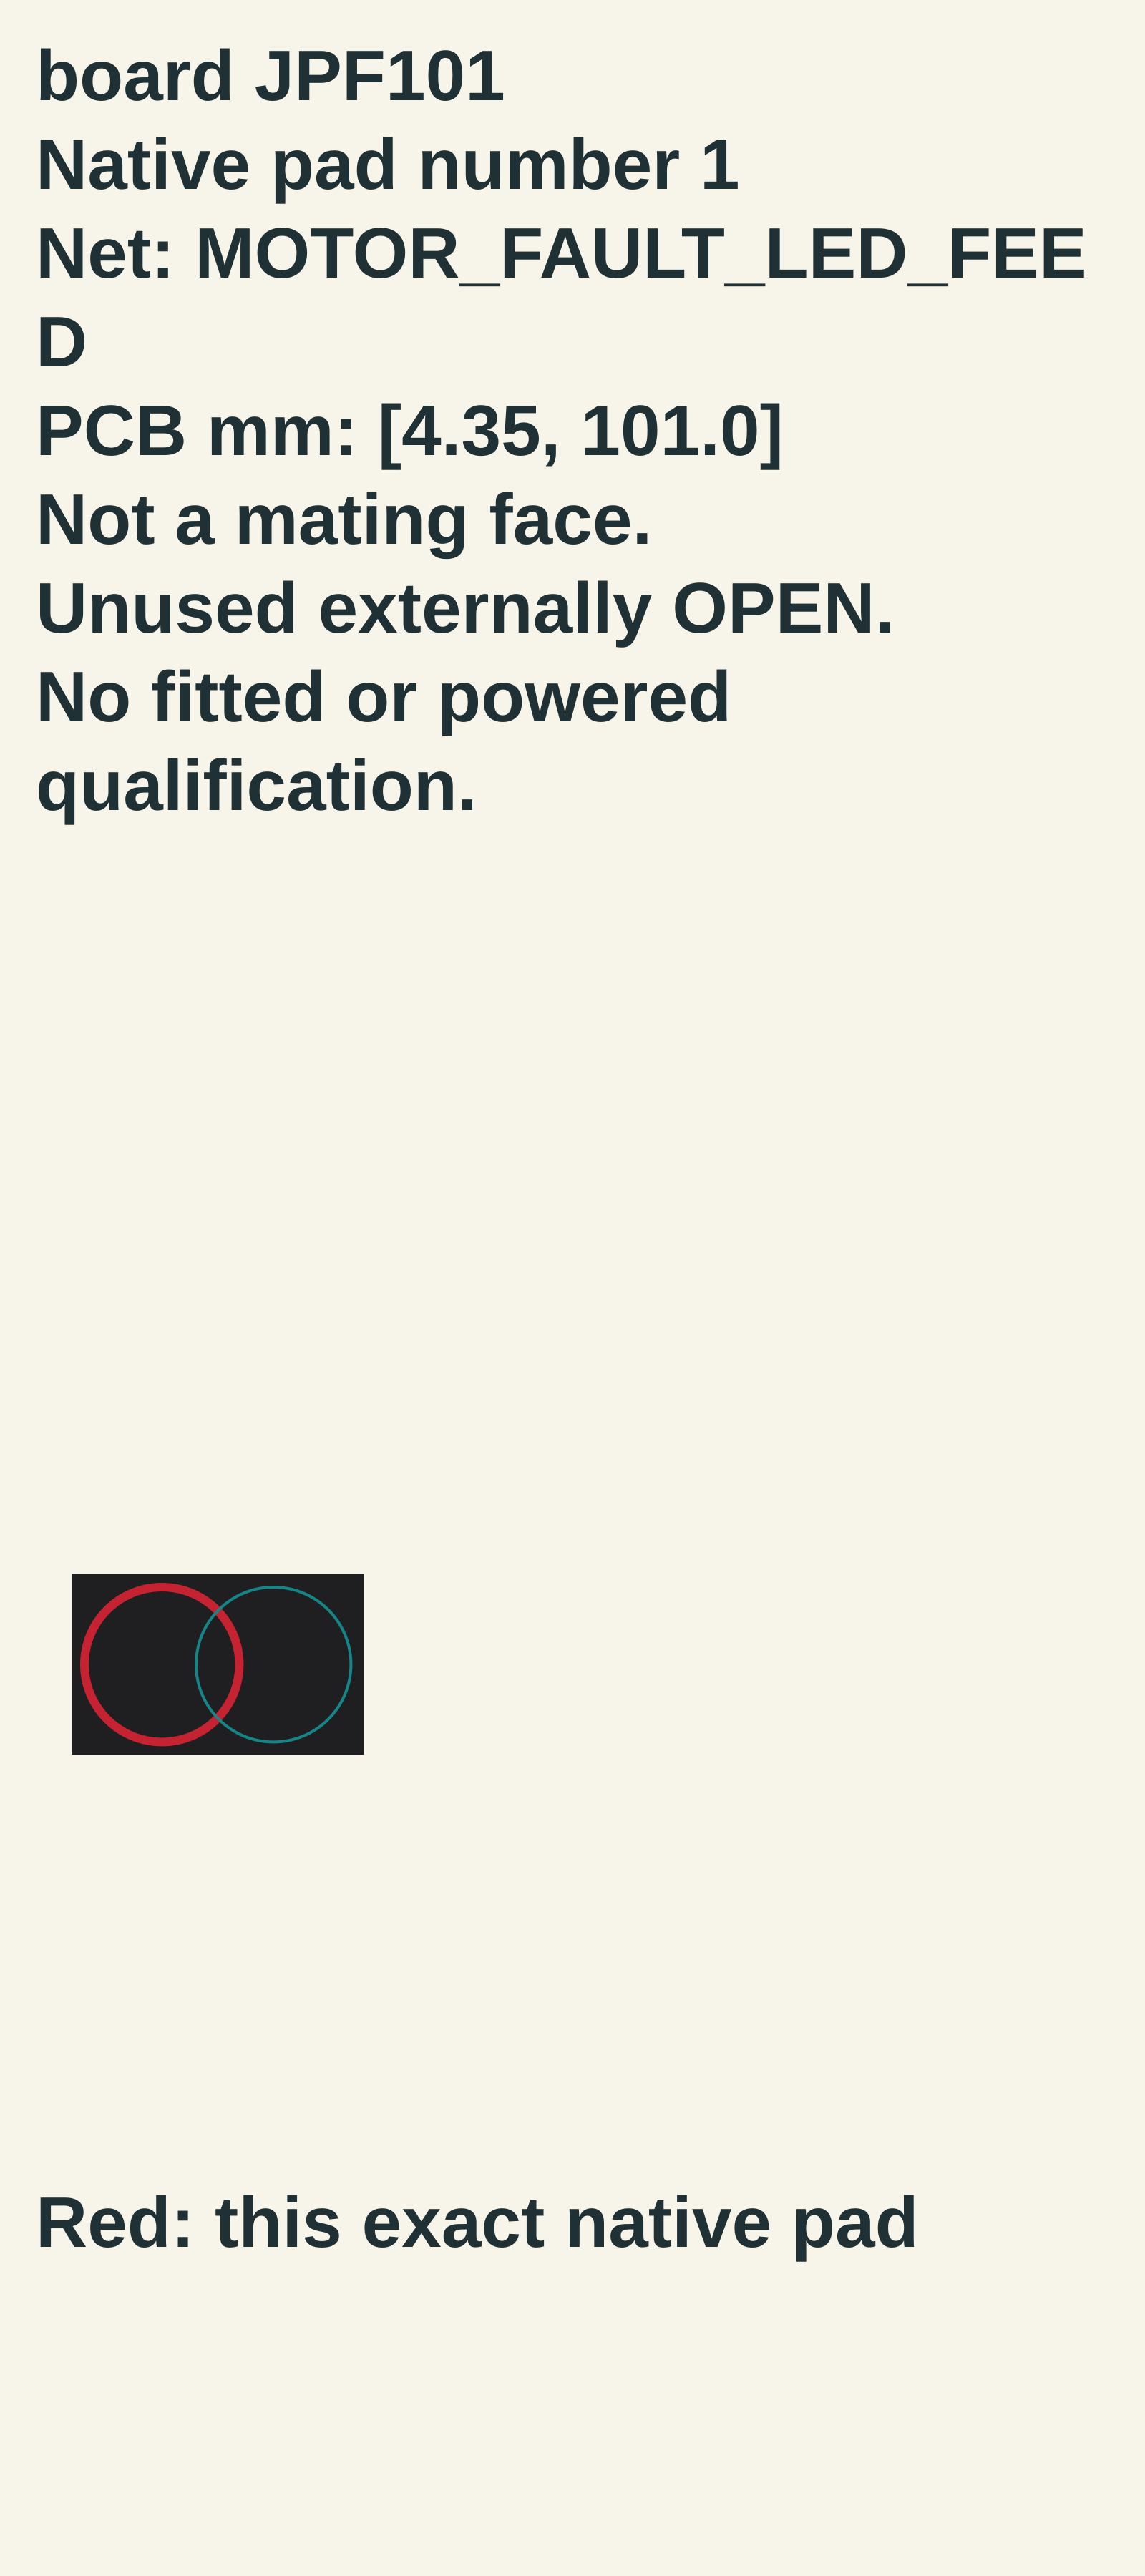 board JPF101
Native pad number 1
Net: MOTOR_FAULT_LED_FEE
D
PCB mm: [4.35, 101.0]
Not a mating face.
Unused externally OPEN.
No fitted or powered
qualification.
Red: this exact native pad